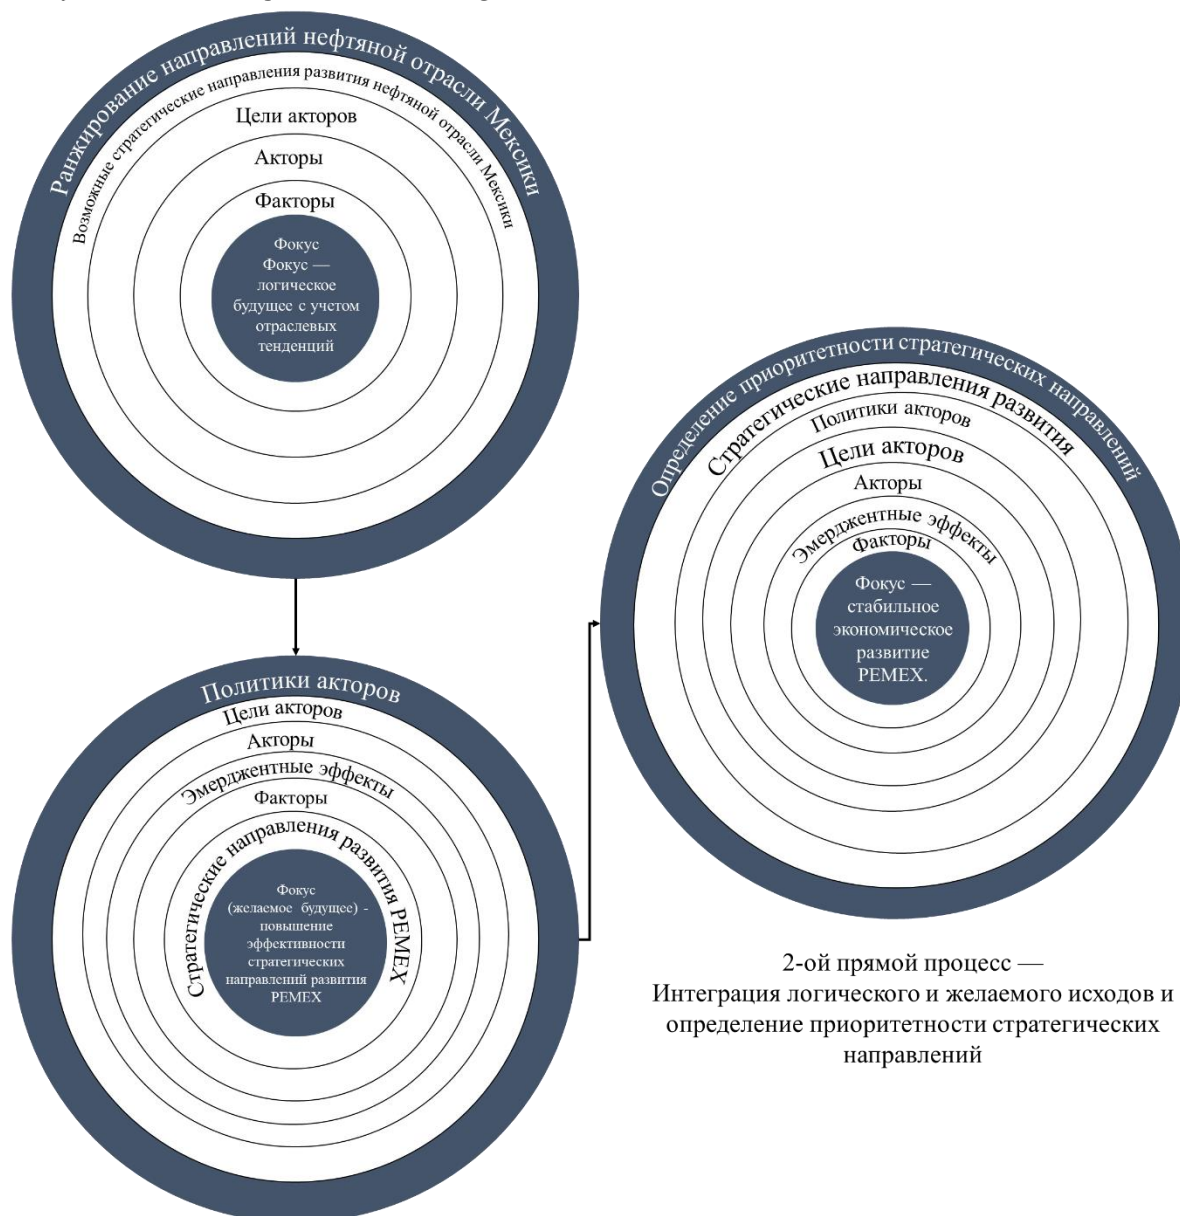 Ранжирование направлений нефтяной отрасли Мексики
Возможные стратегические направления развития нефтяной отрасли Мексики
Цели акторов
Акторы
Факторы
Фокус
Фокус —
логическое
будущее с учетом
отраслевых
тенденций
Политики акторов
Цели акторов
Акторы
Эмерджентные эффекты
Факторы
Стратегические направления развития PEMEX
Фокус
(желаемое будущее) -
повышение
эффективности
стратегических
направлений развития
PEMEX
Определение приоритетности стратегических направлений
Стратегические направления развития
Политики акторов
Цели акторов
Акторы
Эмерджентные эффекты
Факторы
Фокус —
стабильное
экономическое
развитие
PEMEX.
2-ой прямой процесс —
Интеграция логического и желаемого исходов и
определение приоритетности стратегических
направлений